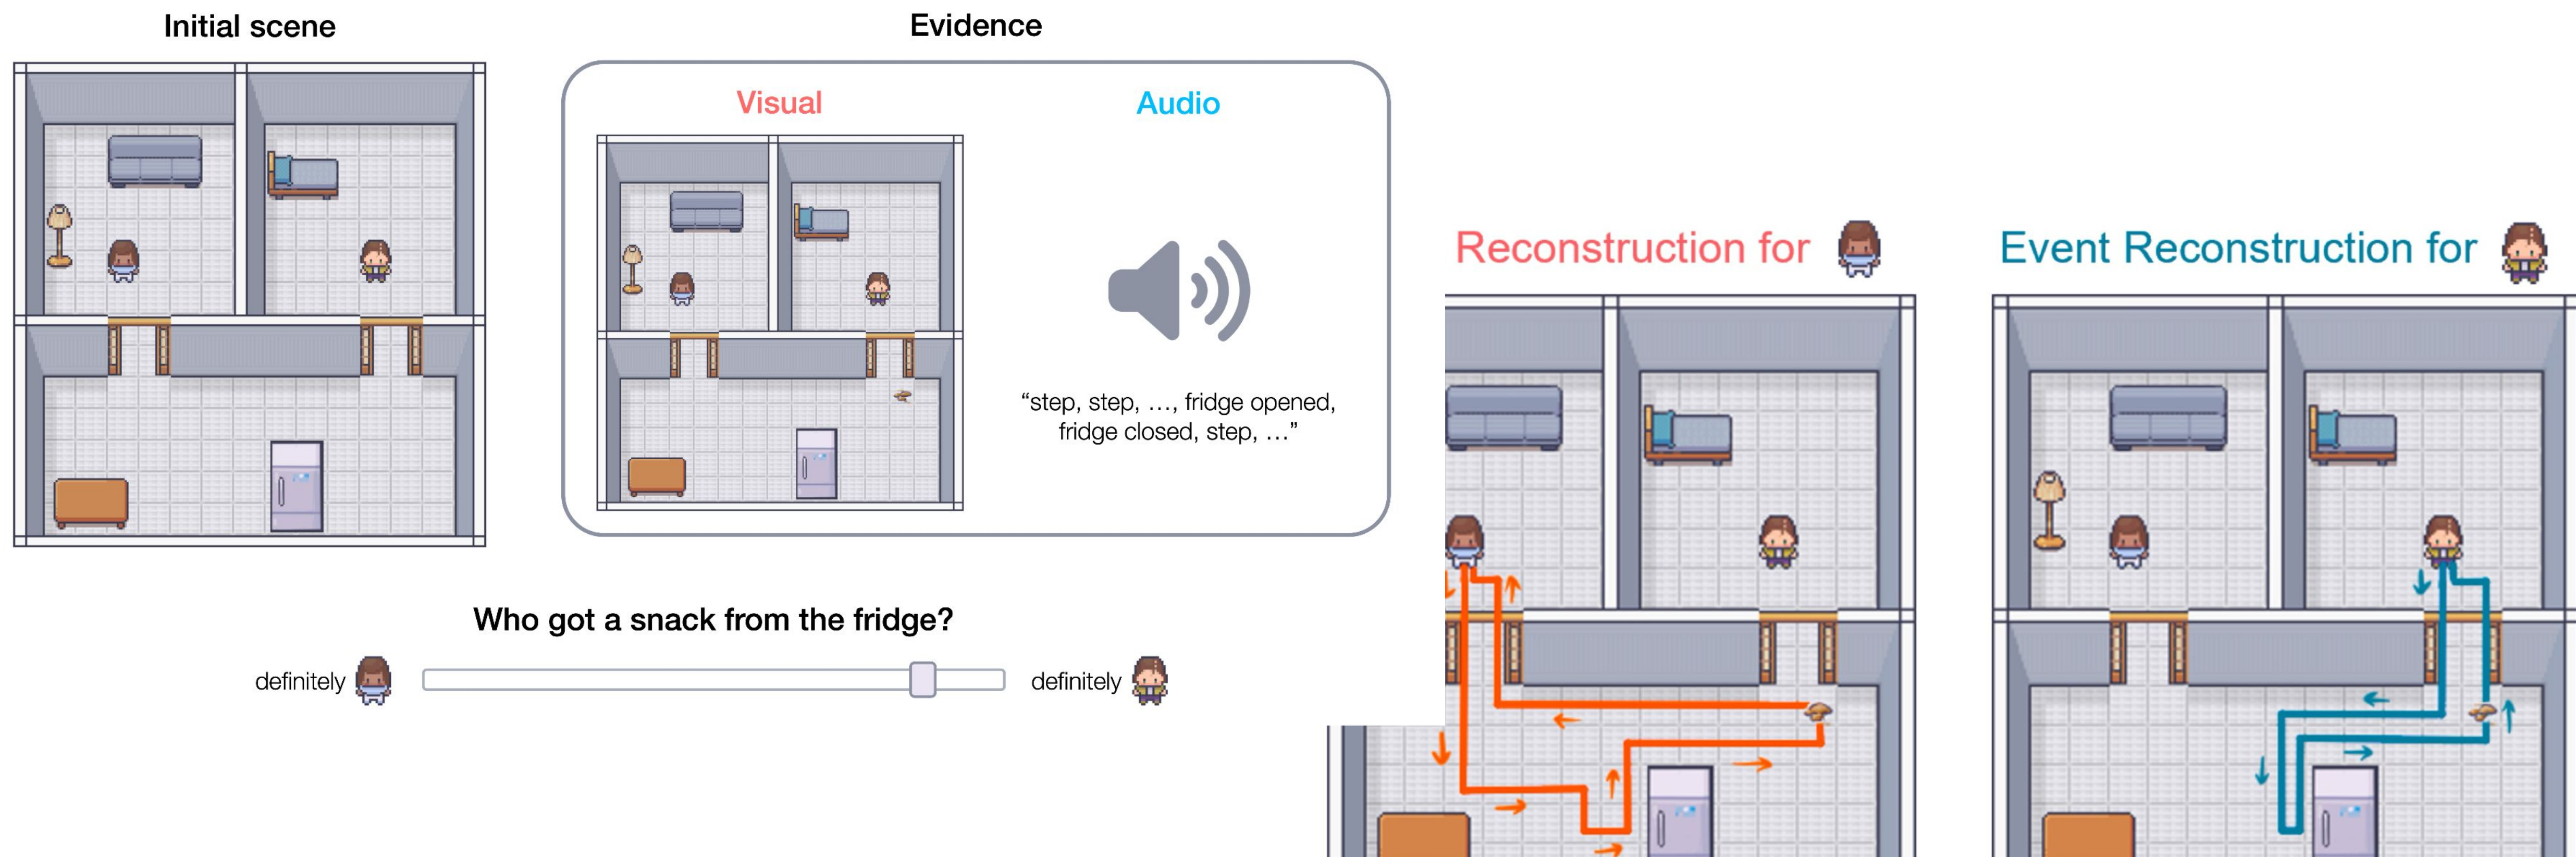 Initial scene
Evidence
Visual
Audio
“step, step, …, fridge opened,
fridge closed, step, …”
Who got a snack from the fridge?
definitely
definitely
Reconstruction for
Event Reconstruction for